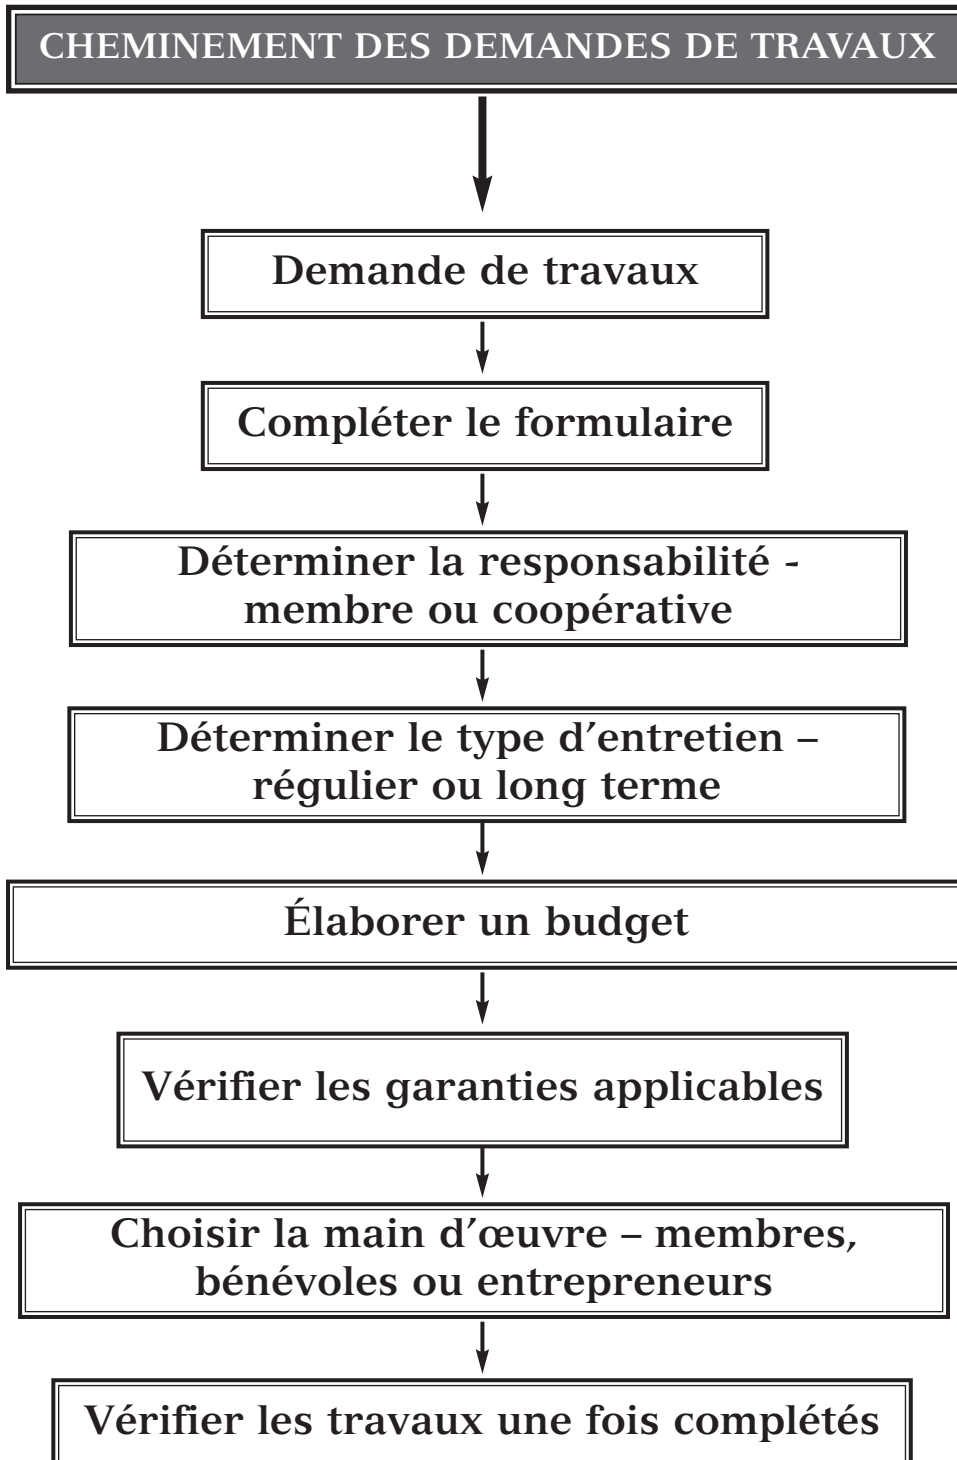 CHEMINEMENT DES DEMANDES DE TRAVAUX
Demande de travaux
Compléter le formulaire
Déterminer la responsabilité -
membre ou coopérative
Déterminer le type d’entretien –
régulier ou long terme
Élaborer un budget
Vérifier les garanties applicables
Choisir la main d’œuvre – membres,
bénévoles ou entrepreneurs
Vérifier les travaux une fois complétés